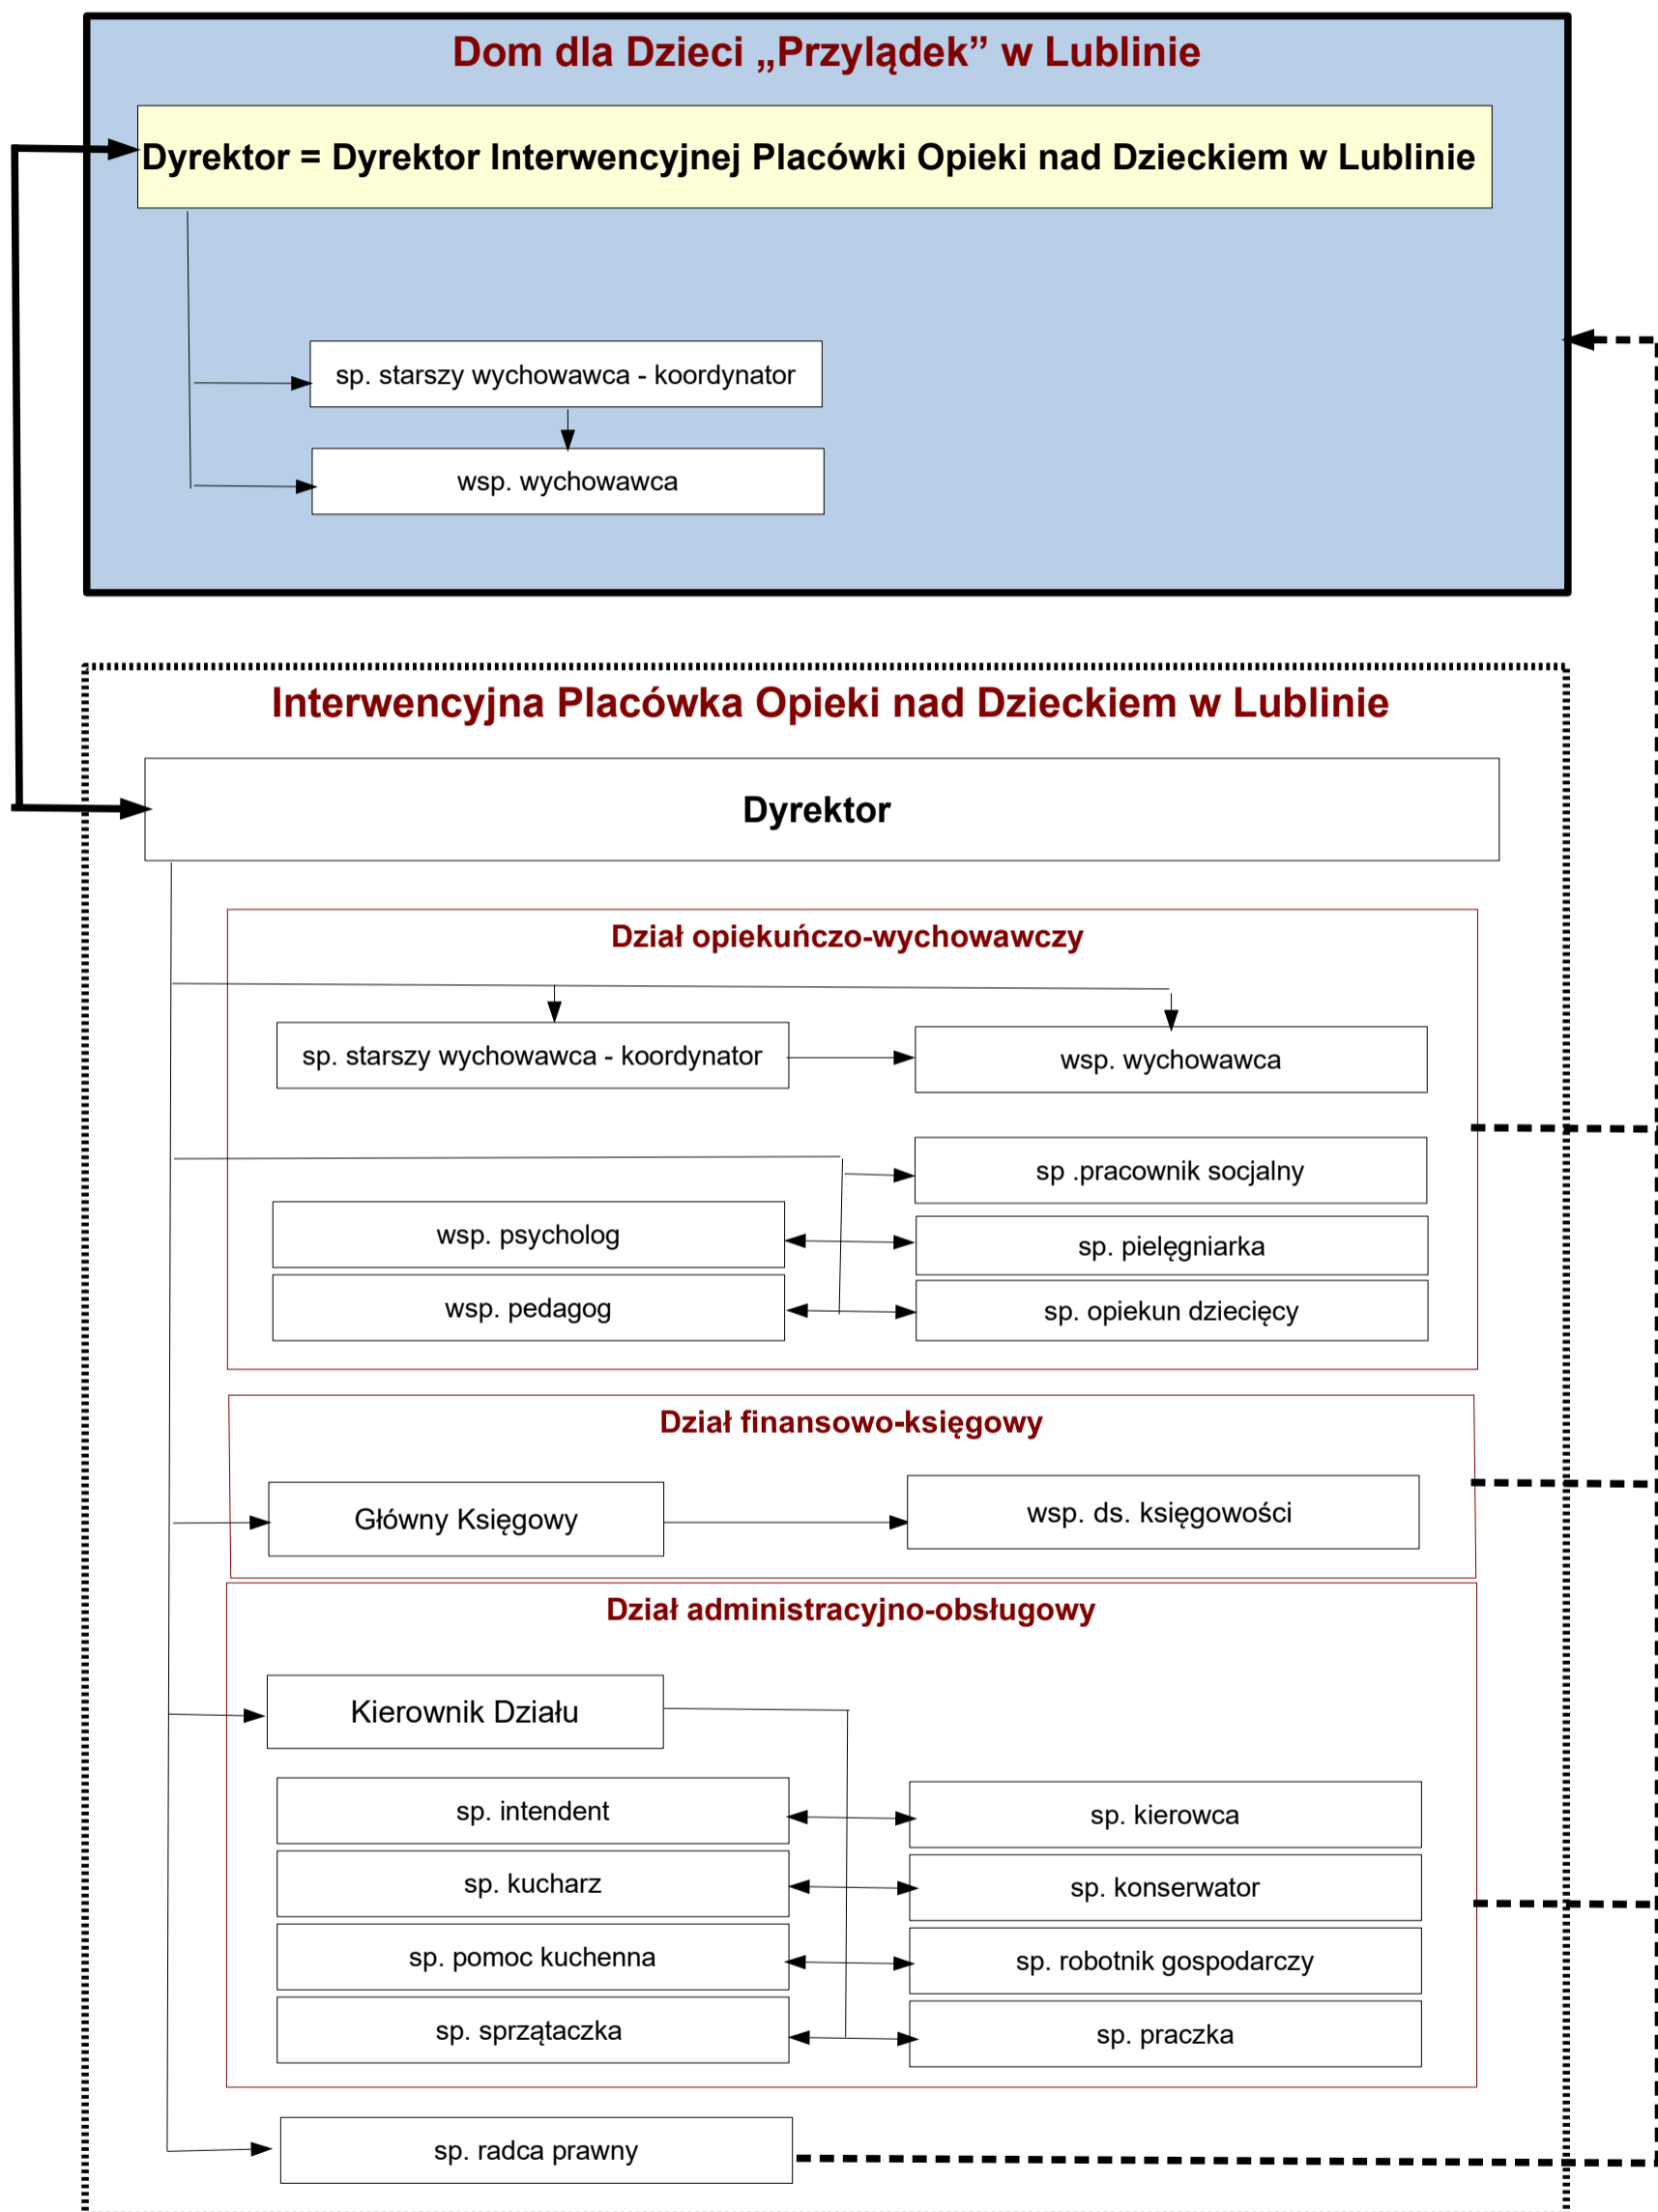 Dom dla Dzieci „Przylądek” w Lublinie
Dyrektor = Dyrektor Interwencyjnej Placówki Opieki nad Dzieckiem w Lublinie
sp. starszy wychowawca - koordynator
wsp. wychowawca
Interwencyjna Placówka Opieki nad Dzieckiem w Lublinie
Dyrektor
Dział opiekuńczo-wychowawczy
sp. starszy wychowawca - koordynator
wsp. wychowawca
sp .pracownik socjalny
wsp. psycholog
sp. pielęgniarka
wsp. pedagog
sp. opiekun dziecięcy
Dział finansowo-księgowy
Główny Księgowy
wsp. ds. księgowości
Dział administracyjno-obsługowy
Kierownik Działu
sp. intendent
sp. kierowca
sp. kucharz
sp. konserwator
sp. pomoc kuchenna
sp. robotnik gospodarczy
sp. sprzątaczka
sp. praczka
sp. radca prawny